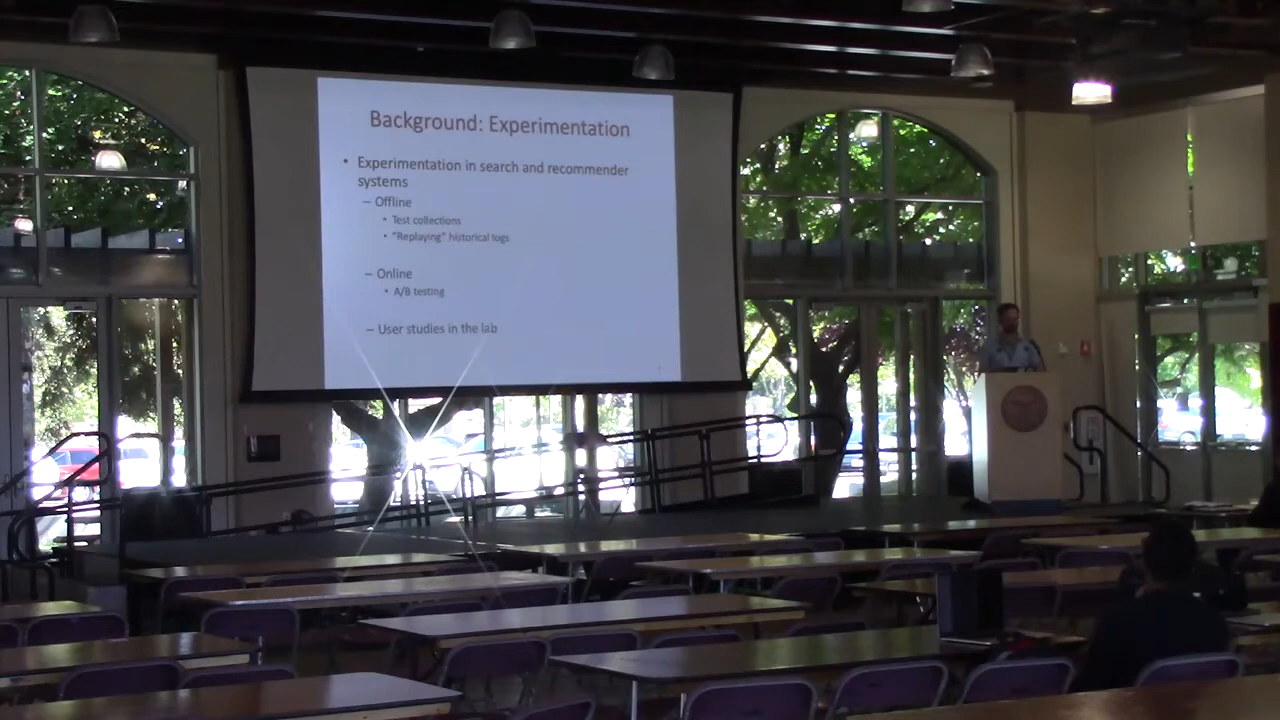 Background: Experimentation
• Experimentation in search and recommender
systems
– Offline
• Test collections
• "Replaying" historical logs
– Online
• A/B testing
– User studies in the lab